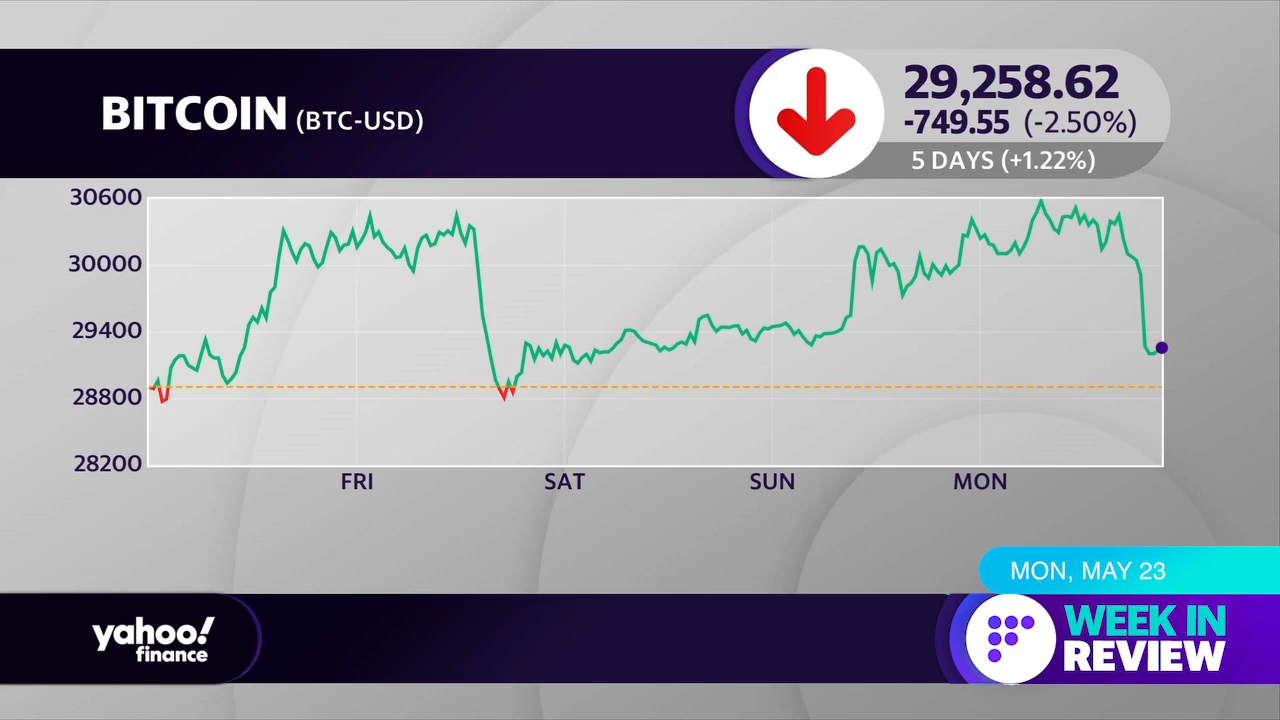 BITCOIN (BTC-USD)
29,258.62
-749.55 (-2.50%)
5 DAYS (+1.22%)
30600
30000
29400
28800
28200
FRI SAT SUN MON
MON, MAY 23
yahoo!
finance
WEEK IN
REVIEW